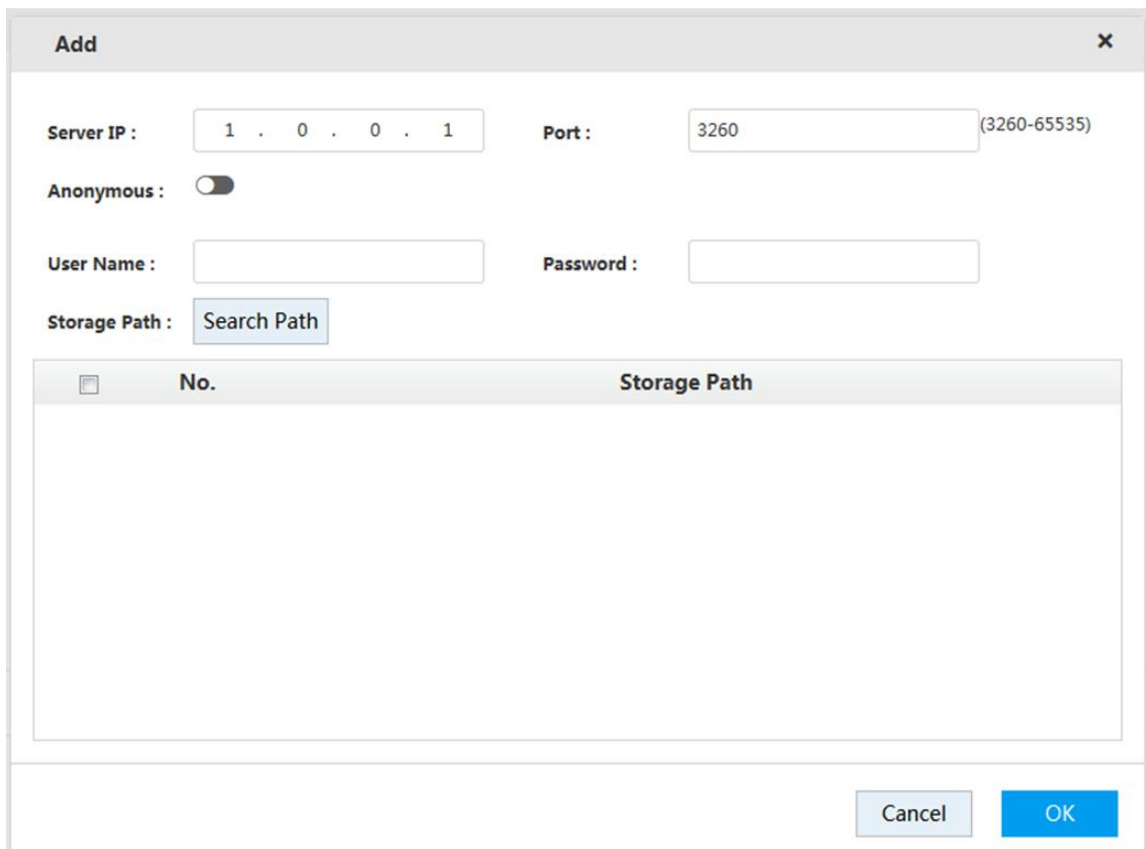 Add ×
Server IP : 1 . 0 . 0 . 1 Port : 3260 (3260-65535)
Anonymous :
User Name : Password :
Storage Path : Search Path
No. Storage Path
Cancel OK